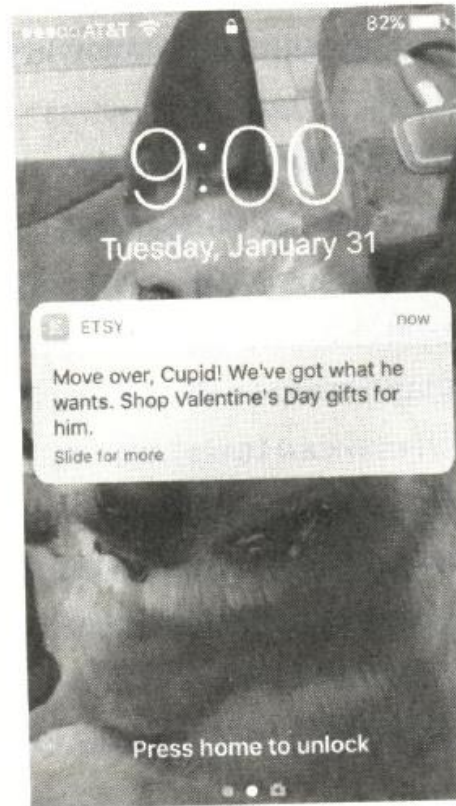 AT&T 82%
9:00
Tuesday, January 31
ETSY now
Move over, Cupid! We've got what he
wants. Shop Valentine's Day gifts for
him.
Slide for more
Press home to unlock